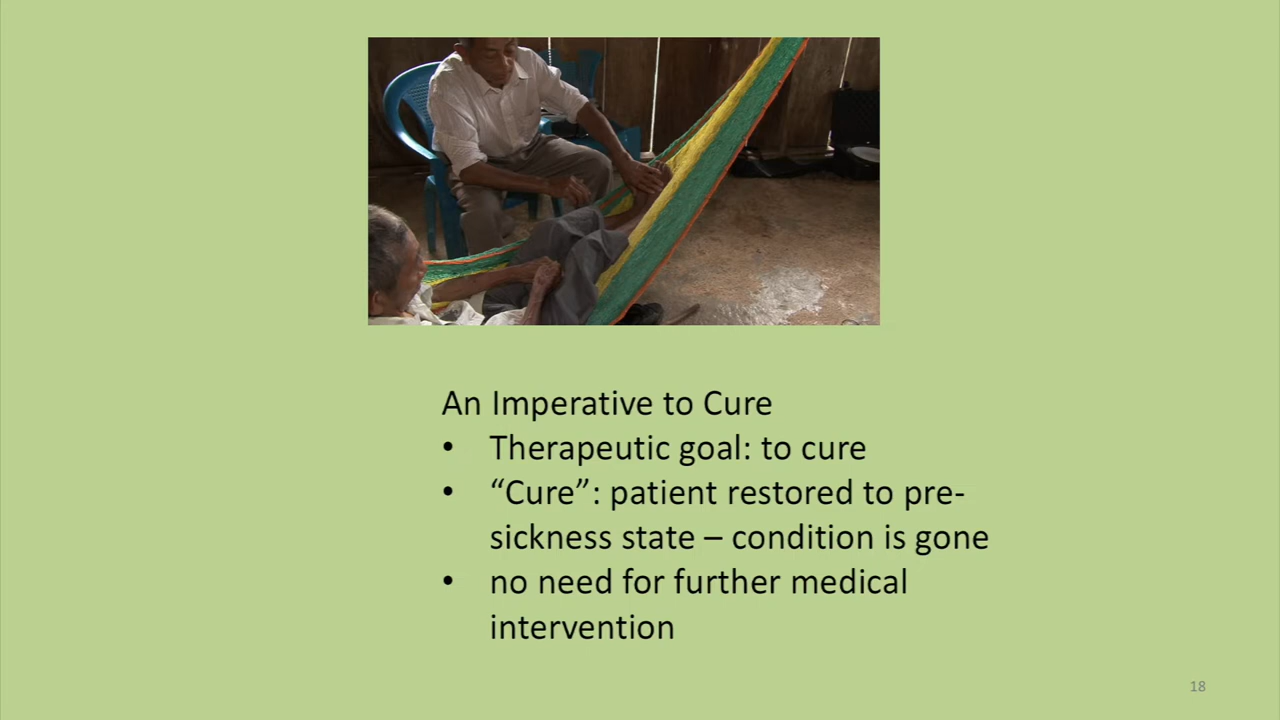 An Imperative to Cure
• Therapeutic goal: to cure
• “Cure”: patient restored to pre-
sickness state – condition is gone
• no need for further medical
intervention
18